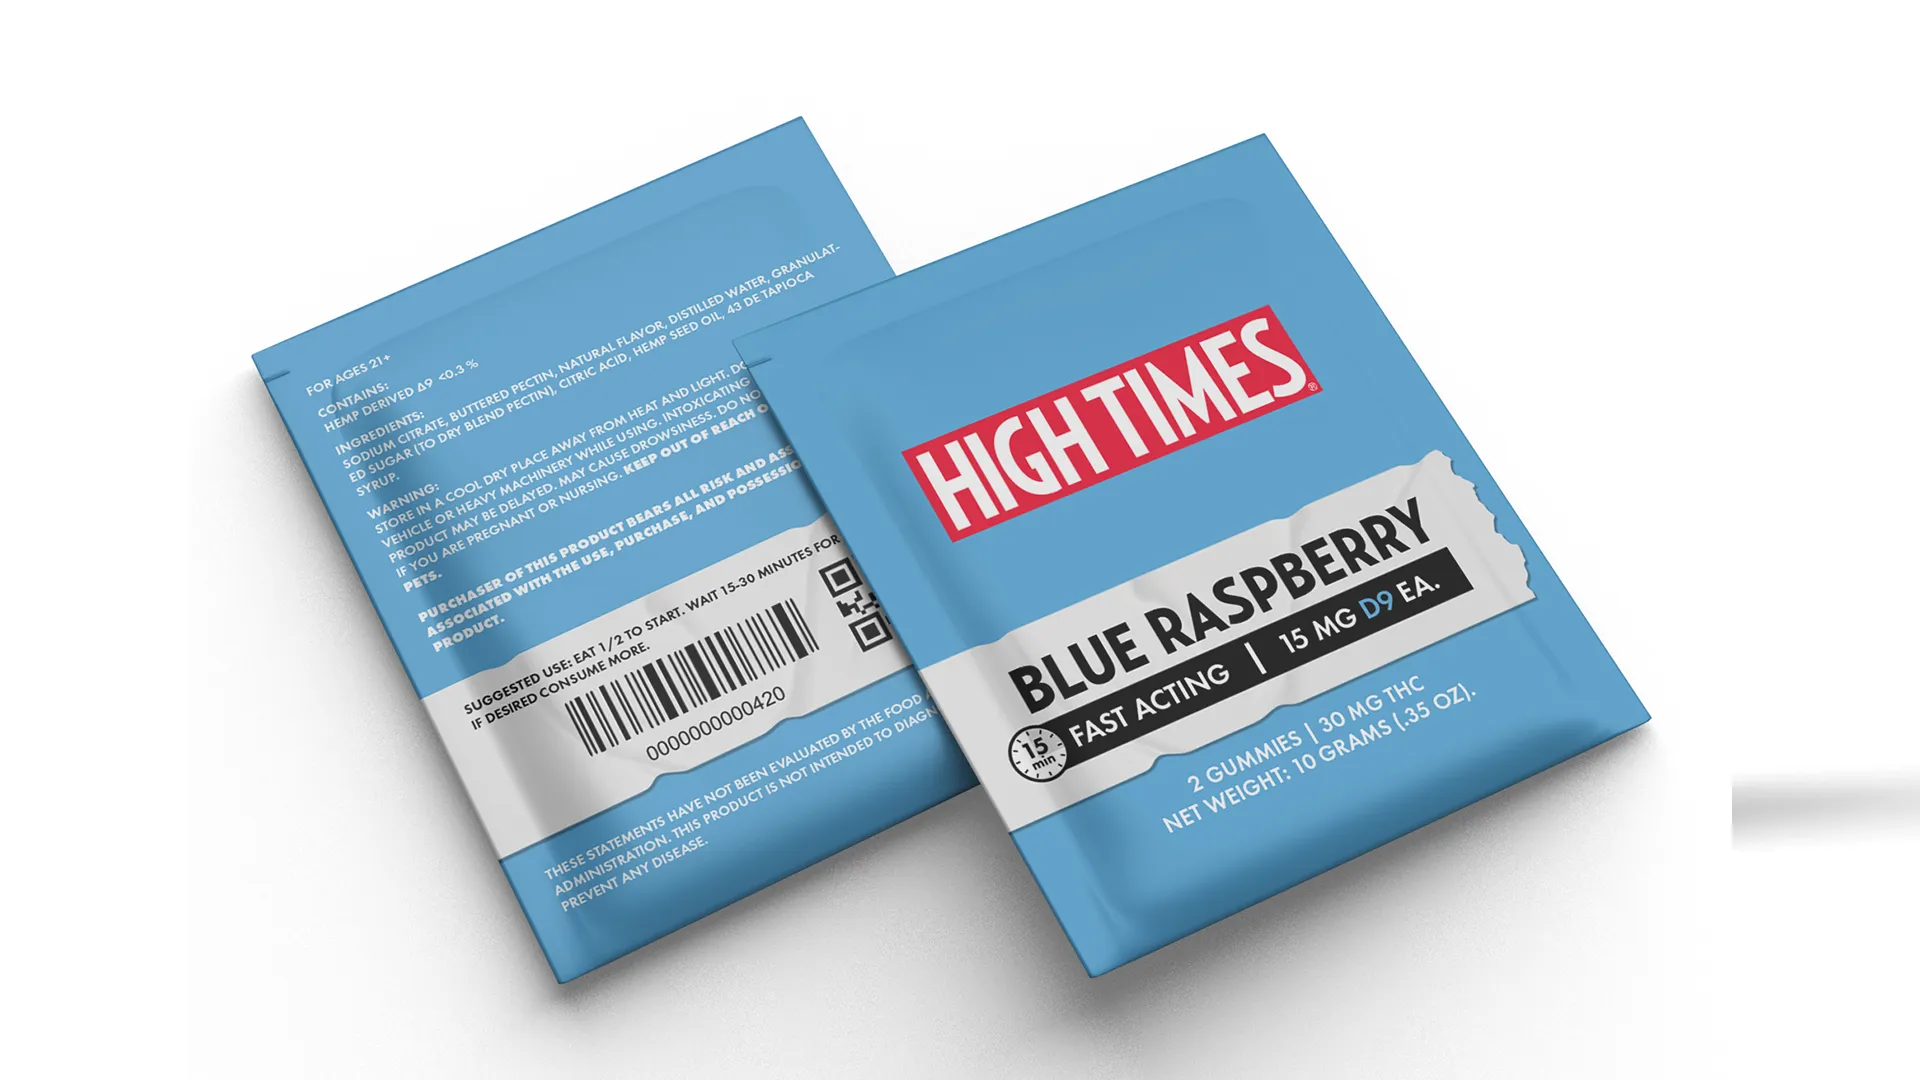 FOR AGES 21+
CONTAINS:
HEMP DERIVED Δ9 <0.3 %
INGREDIENTS:
SODIUM CITRATE, BUTTERED PECTIN, NATURAL FLAVOR, DISTILLED WATER, GRANULAT-
ED SUGAR (TO DRY BLEND PECTIN), CITRIC ACID, HEMP SEED OIL, 43 DE TAPIOCA
SYRUP.
WARNING:
STORE IN A COOL DRY PLACE AWAY FROM HEAT AND LIGHT.
VEHICLE OR HEAVY MACHINERY WHILE USING. INTOXICATING
PRODUCT MAY BE DELAYED. MAY CAUSE DROWSINESS. DO NO
IF YOU ARE PREGNANT OR NURSING. KEEP OUT OF REACH O
PETS.
PURCHASER OF THIS PRODUCT BEARS ALL RISK AND ASS
ASSOCIATED WITH THE USE, PURCHASE, AND POSSESSIO
PRODUCT.
SUGGESTED USE: EAT 1/2 TO START. WAIT 15-30 MINUTES FOR
IF DESIRED CONSUME MORE.
000000000420
THESE STATEMENTS HAVE NOT BEEN EVALUATED BY THE FOOD
ADMINISTRATION. THIS PRODUCT IS NOT INTENDED TO DIAGN
PREVENT ANY DISEASE.
HIGH TIMES®
BLUE RASPBERRY
15 min
FAST ACTING | 15 MG D9 EA.
2 GUMMIES | 30 MG THC
NET WEIGHT: 10 GRAMS (.35 OZ).